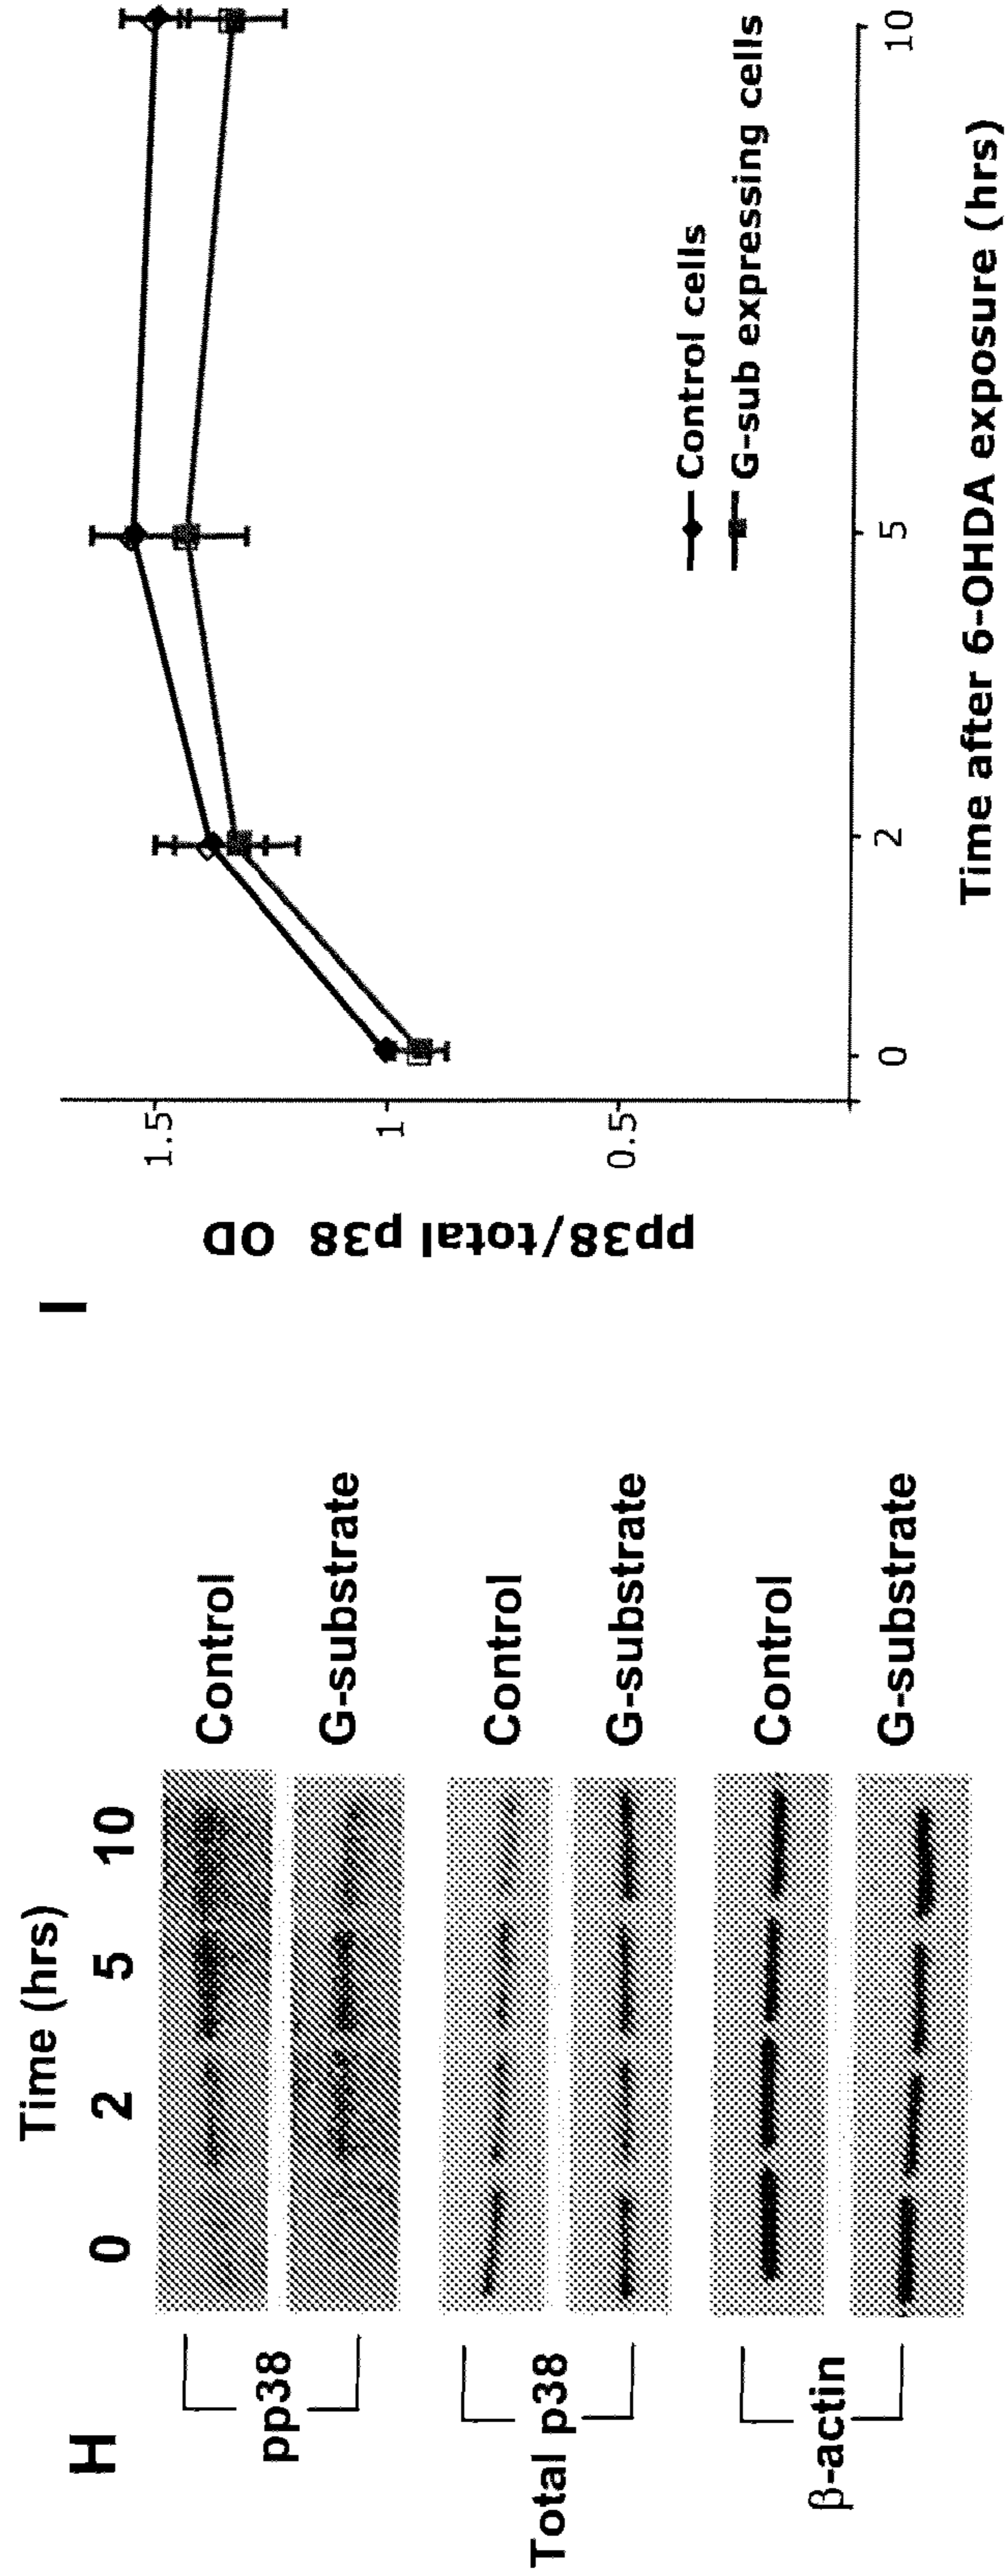 H
Time (hrs)
0 2 5 10
pp38
Control
G-substrate
Total p38
Control
G-substrate
β-actin
Control
G-substrate
I
pp38/total p38 OD
1.5
1
0.5
Control cells
G-sub expressing cells
0 2 5 10
Time after 6-OHDA exposure (hrs)